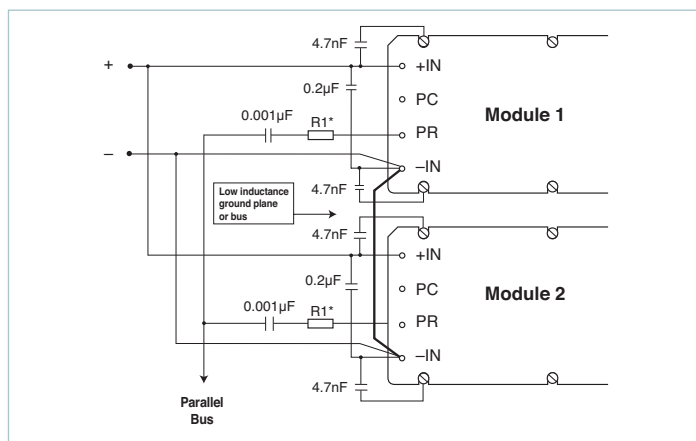 4.7nF
+
+IN
0.2µF
PC
Module 1
0.001µF
R1*
PR
–
–IN
4.7nF
Low inductance
ground plane
or bus
4.7nF
+IN
0.2µF
PC
Module 2
0.001µF
R1*
PR
–IN
4.7nF
Parallel
Bus